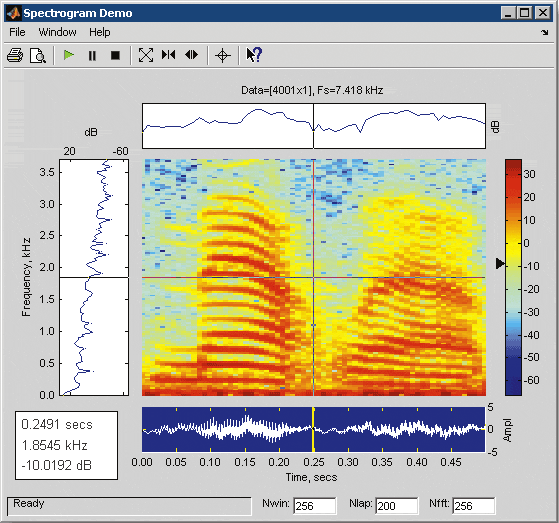 Spectrogram Demo
File Window Help
Data=[4001x1], Fs=7.418 kHz
dB
20 -60
dB
3.5
3.0
2.5
2.0
1.5
1.0
0.5
0.0
Frequency, kHz
30
20
10
-0
-10
-20
-30
-40
-50
-60
0.2491 secs
1.8545 kHz
-10.0192 dB
5
0
-5
Ampl
0.00 0.05 0.10 0.15 0.20 0.25 0.30 0.35 0.40 0.45
Time, secs
Ready
Nwin: 256 Nlap: 200 Nfft: 256